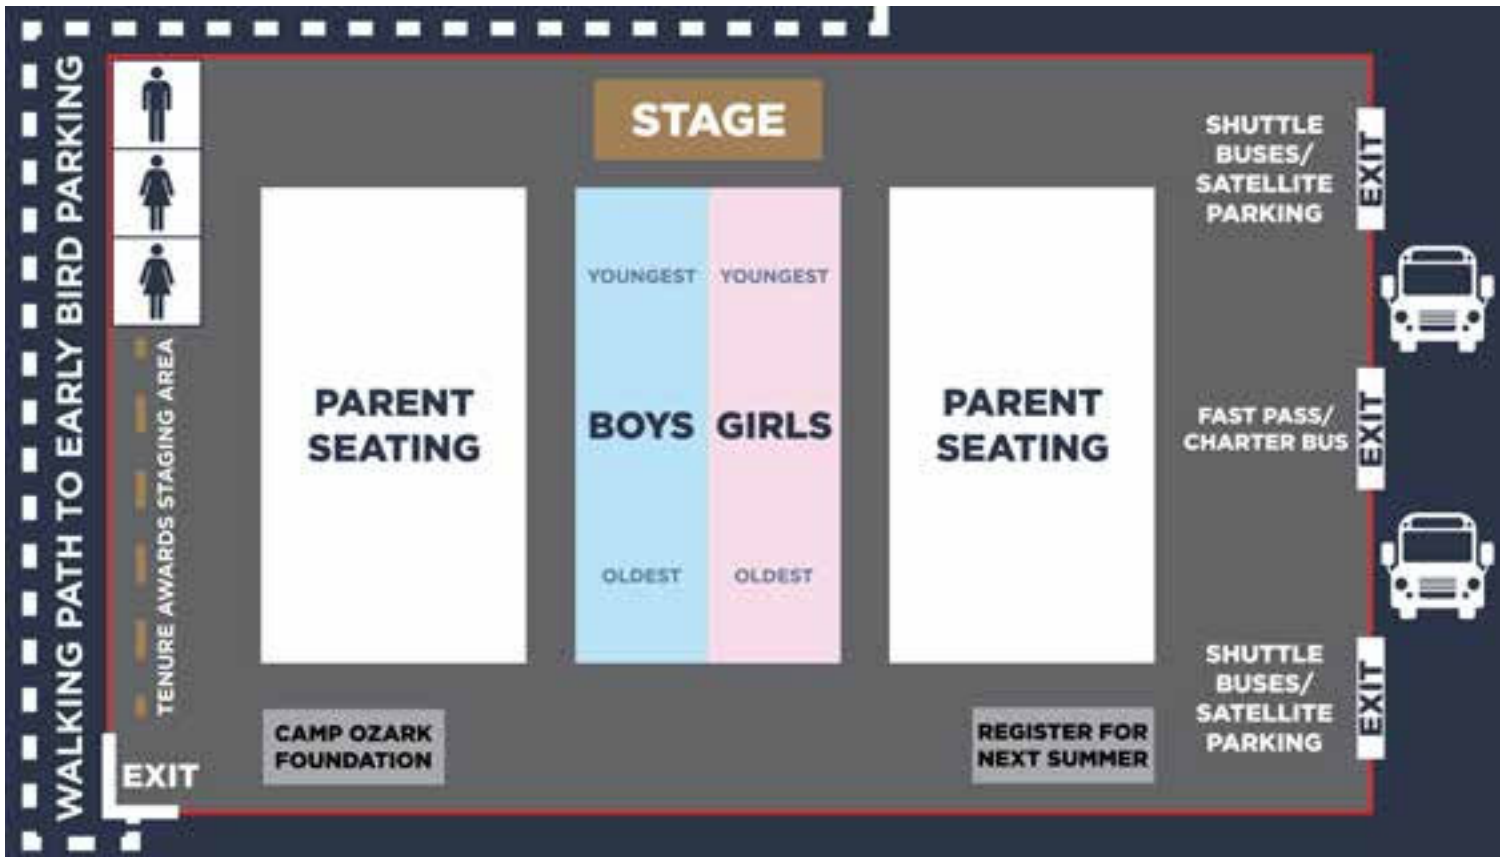 WALKING PATH TO EARLY BIRD PARKING
STAGE
SHUTTLE
BUSES/
SATELLITE
PARKING
EXIT
YOUNGEST
YOUNGEST
TENURE AWARDS STAGING AREA
PARENT
SEATING
BOYS
GIRLS
PARENT
SEATING
FAST PASS/
CHARTER BUS
EXIT
OLDEST
OLDEST
SHUTTLE
BUSES/
SATELLITE
PARKING
EXIT
CAMP OZARK
FOUNDATION
REGISTER FOR
NEXT SUMMER
EXIT